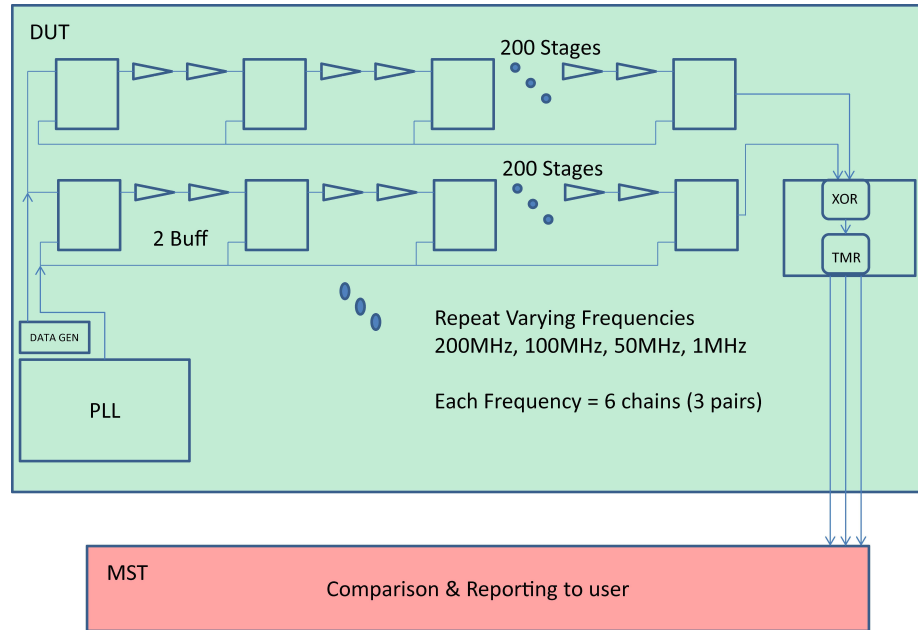 DUT
200 Stages
200 Stages
XOR
2 Buff
TMR
Repeat Varying Frequencies
200MHz, 100MHz, 50MHz, 1MHz
DATA GEN
Each Frequency = 6 chains (3 pairs)
PLL
MST
Comparison & Reporting to user